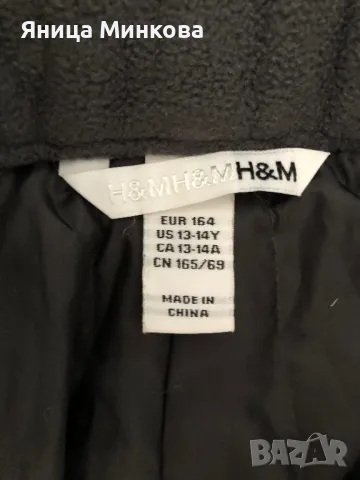 Яница Минкова
H&MH&MH&M
EUR 164
US 13-14Y
CA 13-14A
CN 165/69
MADE IN
CHINA
BAZAR